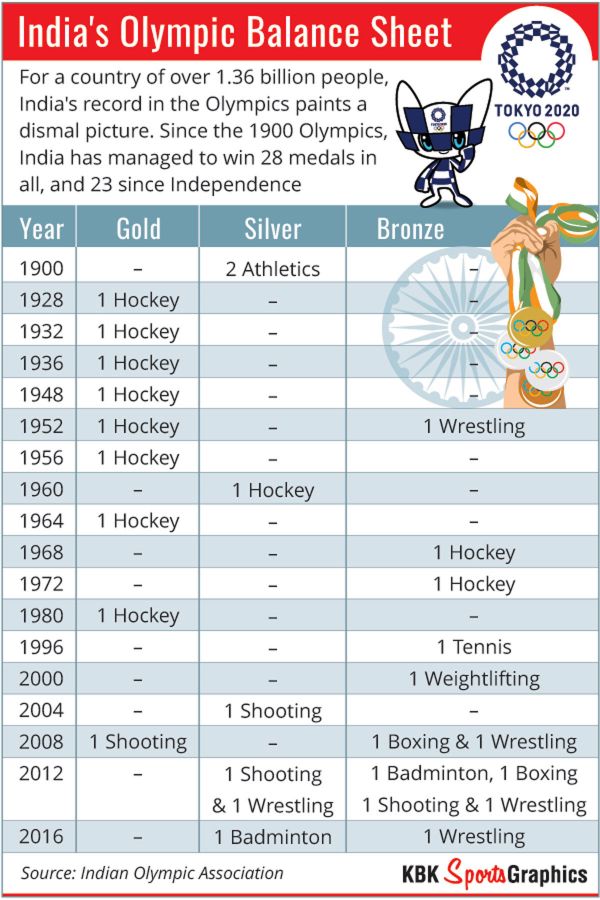 India's Olympic Balance Sheet
For a country of over 1.36 billion people,
India's record in the Olympics paints a
dismal picture. Since the 1900 Olympics,
India has managed to win 28 medals in
all, and 23 since Independence
TM
TOKYO 2020
Year Gold Silver Bronze
1900 – 2 Athletics –
1928 1 Hockey – –
1932 1 Hockey – –
1936 1 Hockey – –
1948 1 Hockey – –
1952 1 Hockey – 1 Wrestling
1956 1 Hockey – –
1960 – 1 Hockey –
1964 1 Hockey – –
1968 – – 1 Hockey
1972 – – 1 Hockey
1980 1 Hockey – –
1996 – – 1 Tennis
2000 – – 1 Weightlifting
2004 – 1 Shooting –
2008 1 Shooting – 1 Boxing & 1 Wrestling
2012 – 1 Shooting 1 Badminton, 1 Boxing
& 1 Wrestling 1 Shooting & 1 Wrestling
2016 – 1 Badminton 1 Wrestling
Source: Indian Olympic Association
KBK SportsGraphics